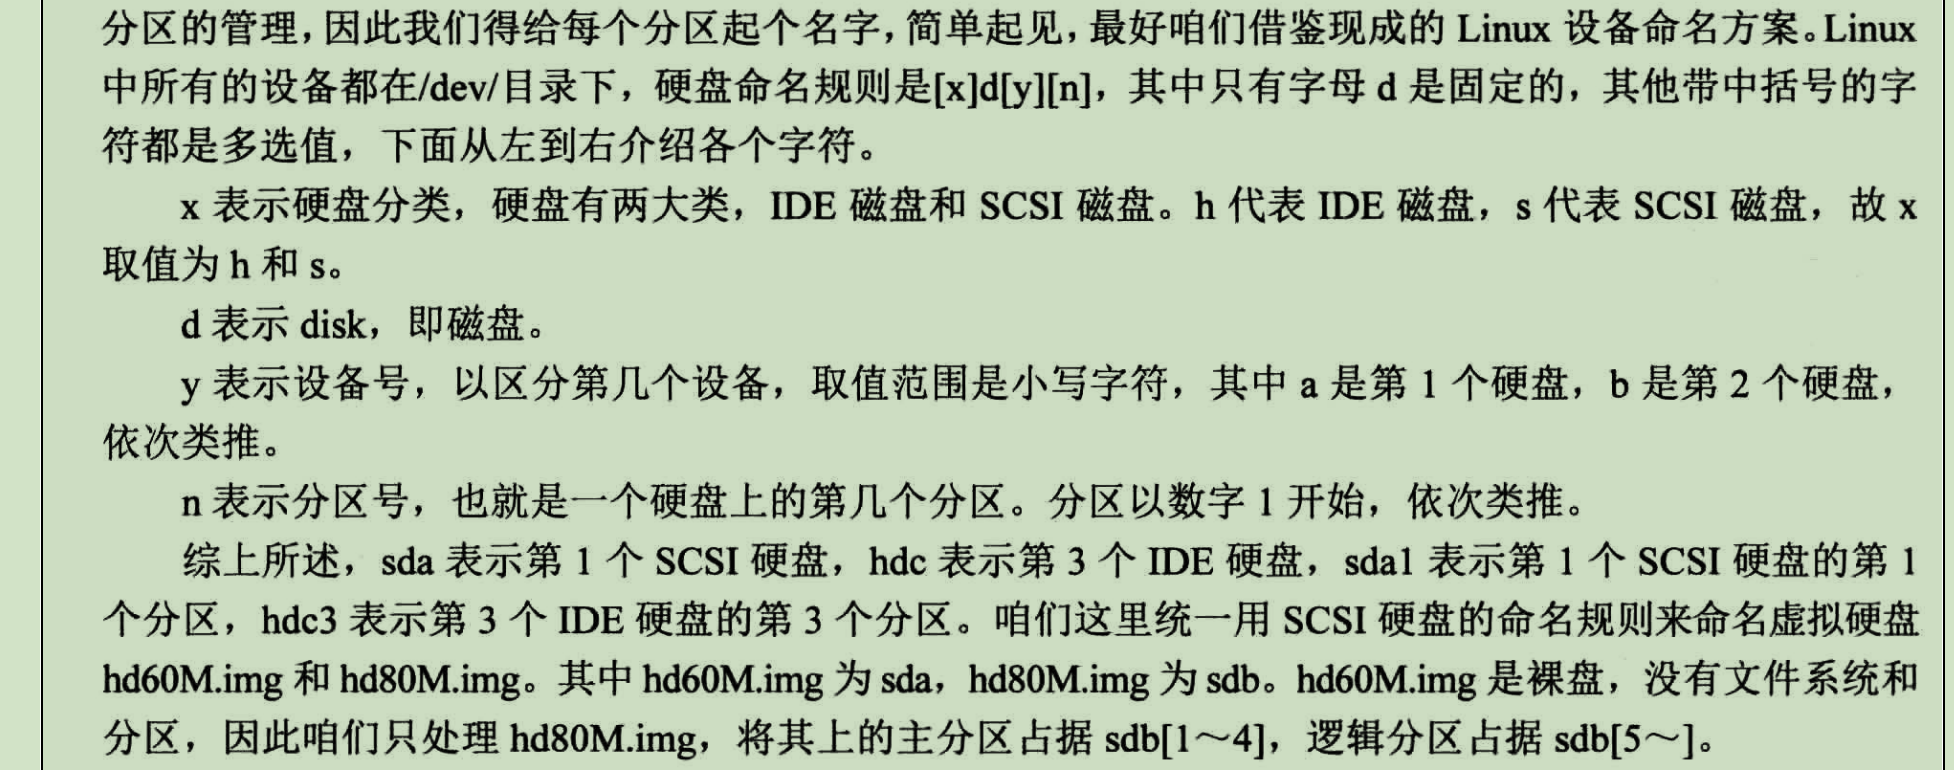 分区的管理，因此我们得给每个分区起个名字，简单起见，最好咱们借鉴现成的 Linux 设备命名方案。Linux
中所有的设备都在/dev/目录下，硬盘命名规则是[x]d[y][n]，其中只有字母 d 是固定的，其他带中括号的字
符都是多选值，下面从左到右介绍各个字符。
x 表示硬盘分类，硬盘有两大类，IDE 磁盘和 SCSI 磁盘。h 代表 IDE 磁盘，s 代表 SCSI 磁盘，故 x
取值为 h 和 s。
d 表示 disk，即磁盘。
y 表示设备号，以区分第几个设备，取值范围是小写字符，其中 a 是第 1 个硬盘，b 是第 2 个硬盘，
依次类推。
n 表示分区号，也就是一个硬盘上的第几个分区。分区以数字 1 开始，依次类推。
综上所述，sda 表示第 1 个 SCSI 硬盘，hdc 表示第 3 个 IDE 硬盘，sda1 表示第 1 个 SCSI 硬盘的第 1
个分区，hdc3 表示第 3 个 IDE 硬盘的第 3 个分区。咱们这里统一用 SCSI 硬盘的命名规则来命名虚拟硬盘
hd60M.img 和 hd80M.img。其中 hd60M.img 为 sda，hd80M.img 为 sdb。hd60M.img 是裸盘，没有文件系统和
分区，因此咱们只处理 hd80M.img，将其上的主分区占据 sdb[1～4]，逻辑分区占据 sdb[5～]。